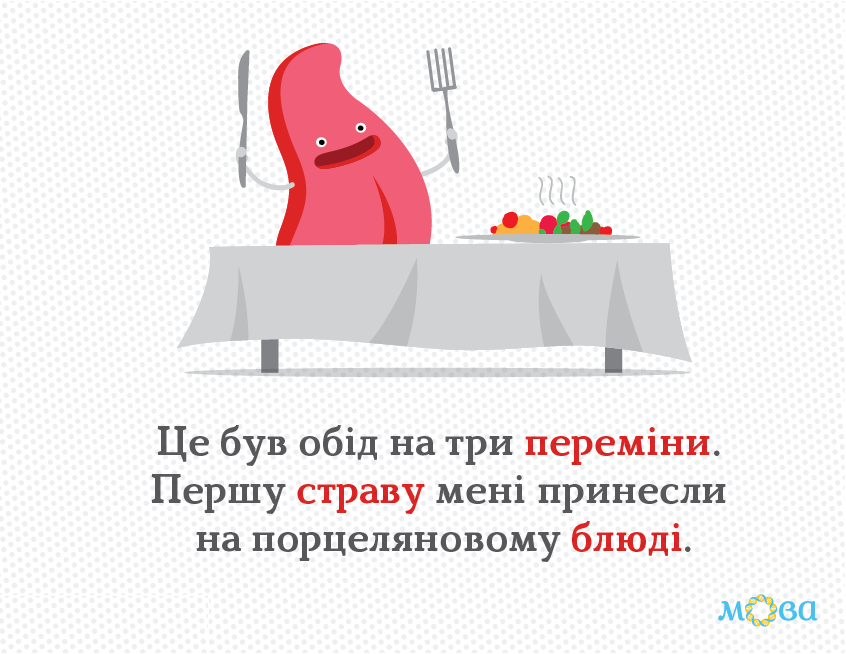 Це був обід на три переміни.
Першу страву мені принесли
на порцеляновому блюді.
мова